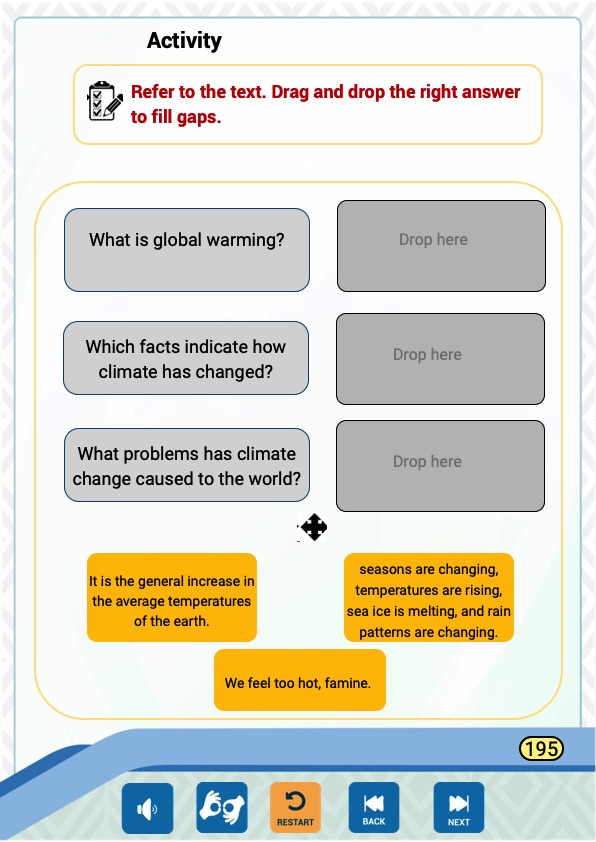 Activity
Refer to the text. Drag and drop the right answer
to fill gaps.
What is global warming?
Drop here
Which facts indicate how
climate has changed?
Drop here
What problems has climate
change caused to the world?
Drop here
It is the general increase in
the average temperatures
of the earth.
seasons are changing,
temperatures are rising,
sea ice is melting, and rain
patterns are changing.
We feel too hot, famine.
195
RESTART
BACK
NEXT